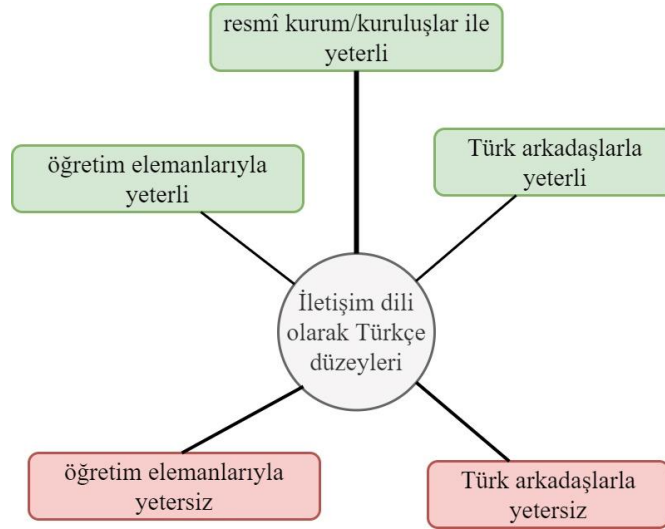 resmî kurum/kuruluşlar ile
yeterli
öğretim elemanlarıyla
yeterli
Türk arkadaşlarla
yeterli
İletişim dili
olarak Türkçe
düzeyleri
öğretim elemanlarıyla
yetersiz
Türk arkadaşlarla
yetersiz